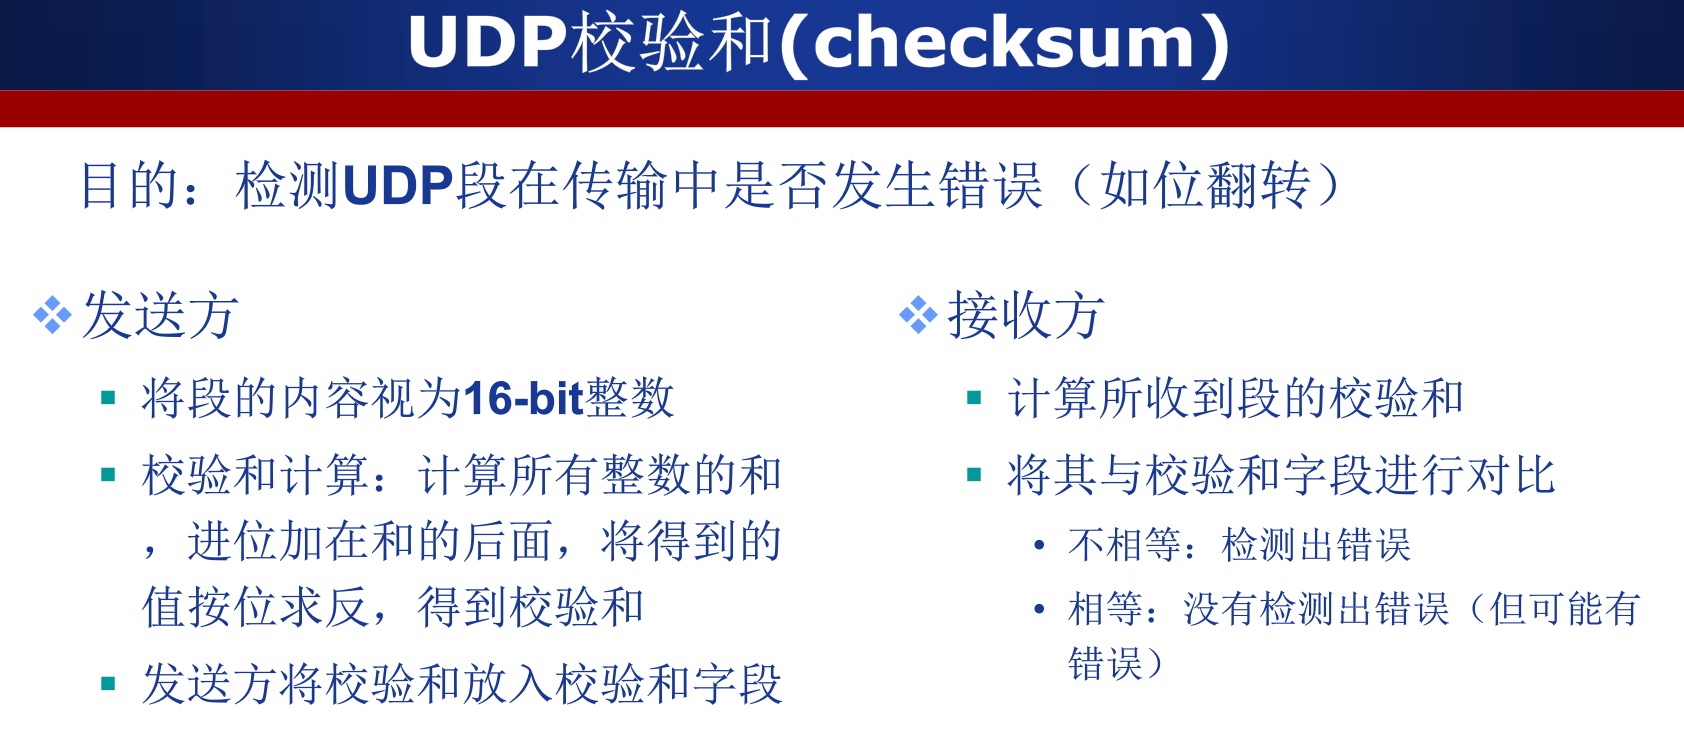 UDP校验和(checksum)
目的：检测UDP段在传输中是否发生错误（如位翻转）
发送方
将段的内容视为16-bit整数
校验和计算：计算所有整数的和
，进位加在和的后面，将得到的
值按位求反，得到校验和
发送方将校验和放入校验和字段
接收方
计算所收到段的校验和
将其与校验和字段进行对比
• 不相等：检测出错误
• 相等：没有检测出错误（但可能有
错误）